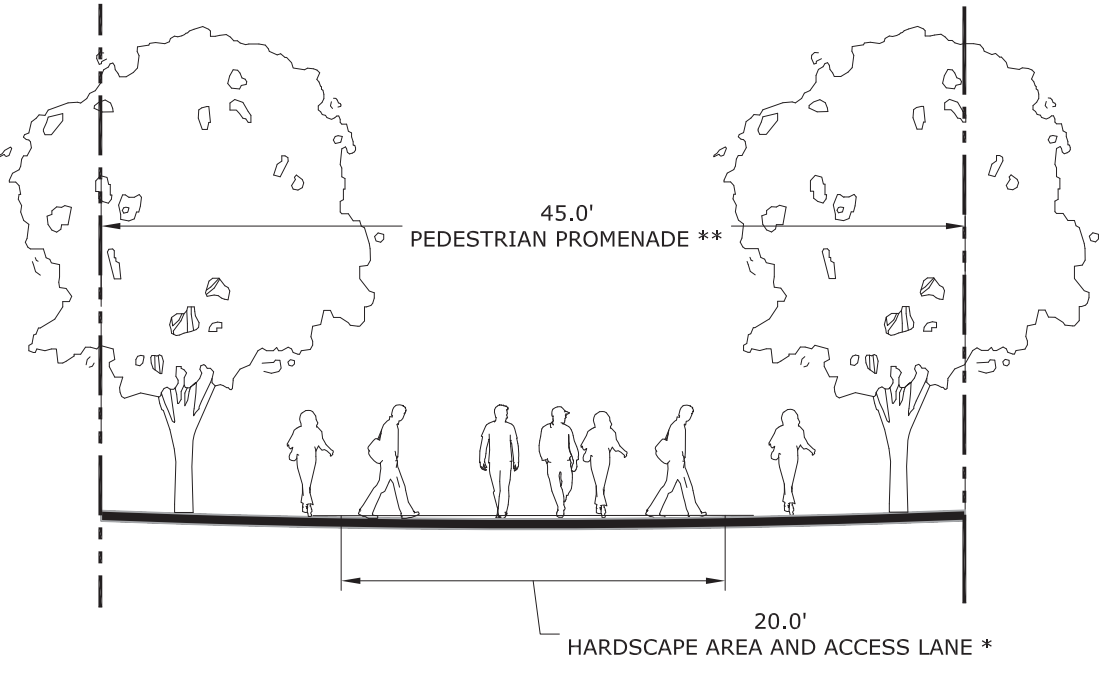 45.0'
PEDESTRIAN PROMENADE **
20.0'
HARDSCAPE AREA AND ACCESS LANE *